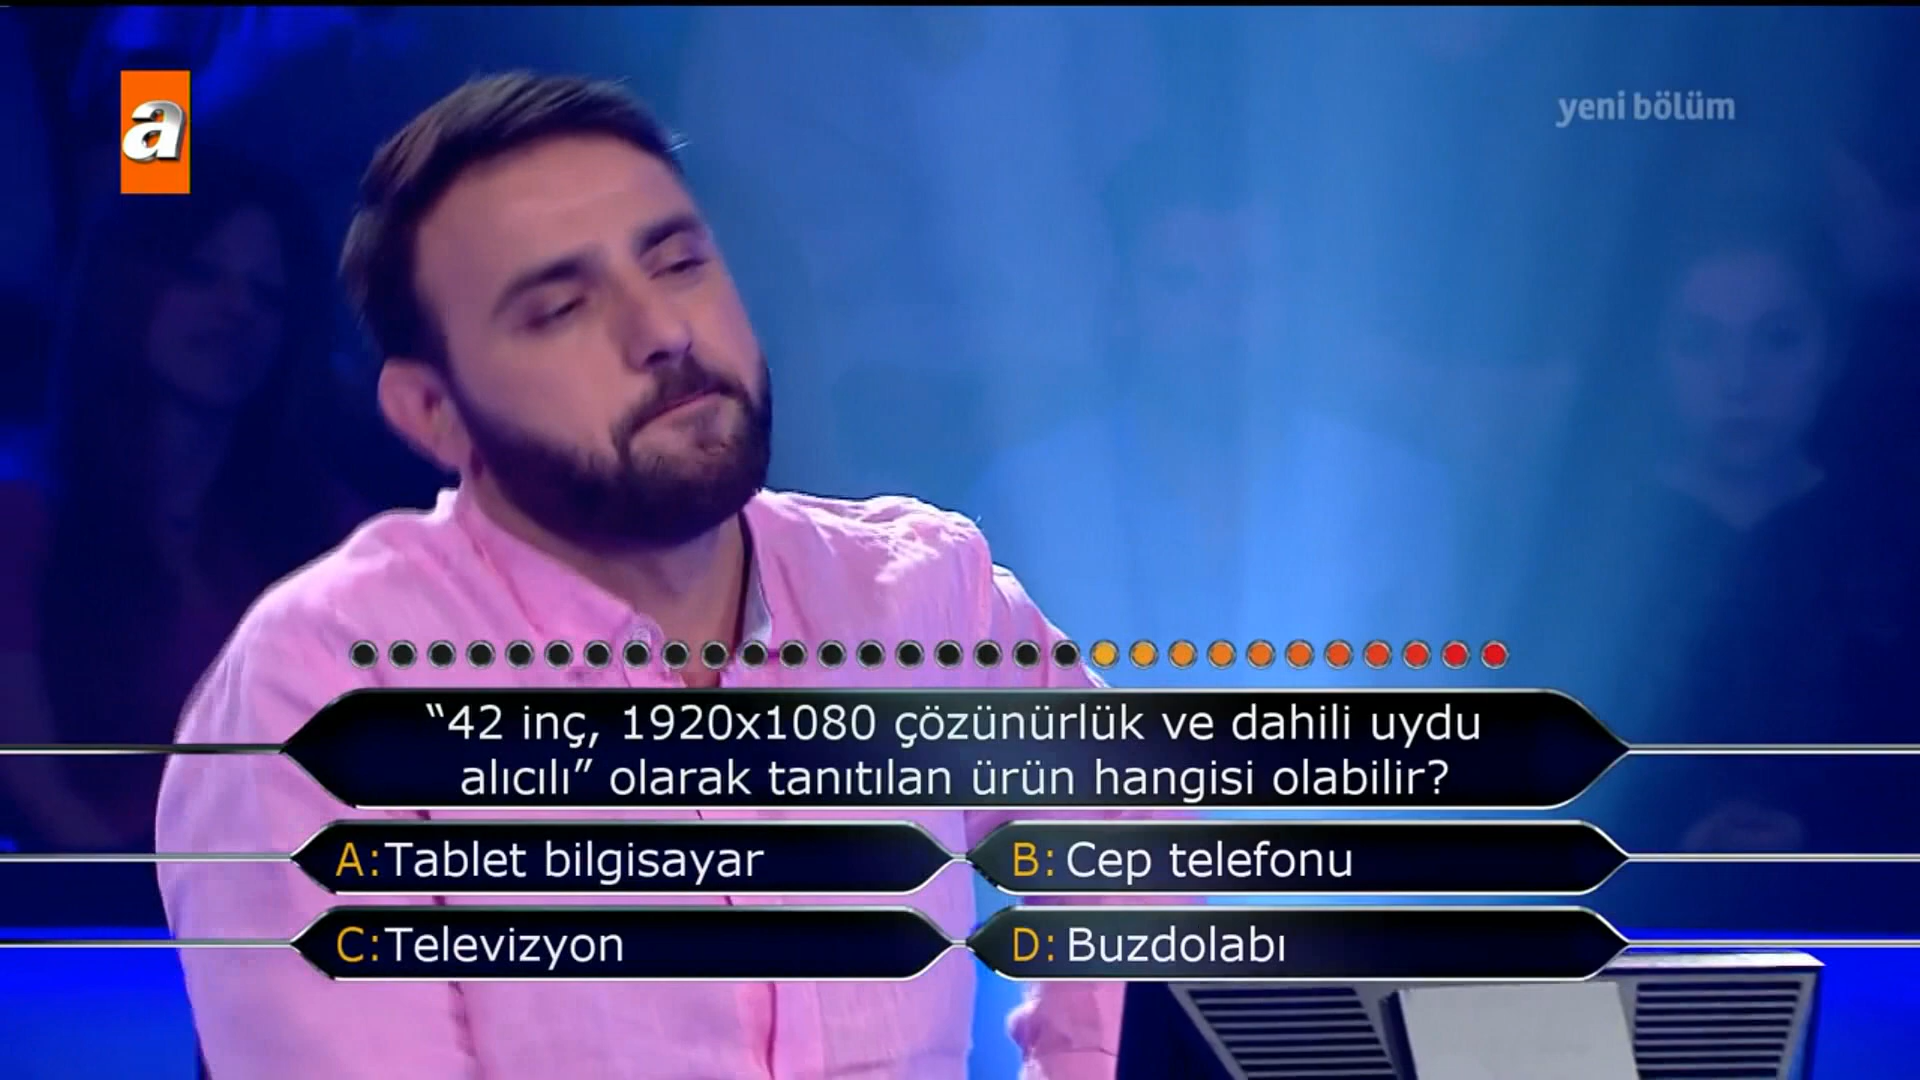 a
yeni bölüm
“42 inç, 1920x1080 çözünürlük ve dahili uydu
alıcılı” olarak tanıtılan ürün hangisi olabilir?
A: Tablet bilgisayar
B: Cep telefonu
C: Televizyon
D: Buzdolabı